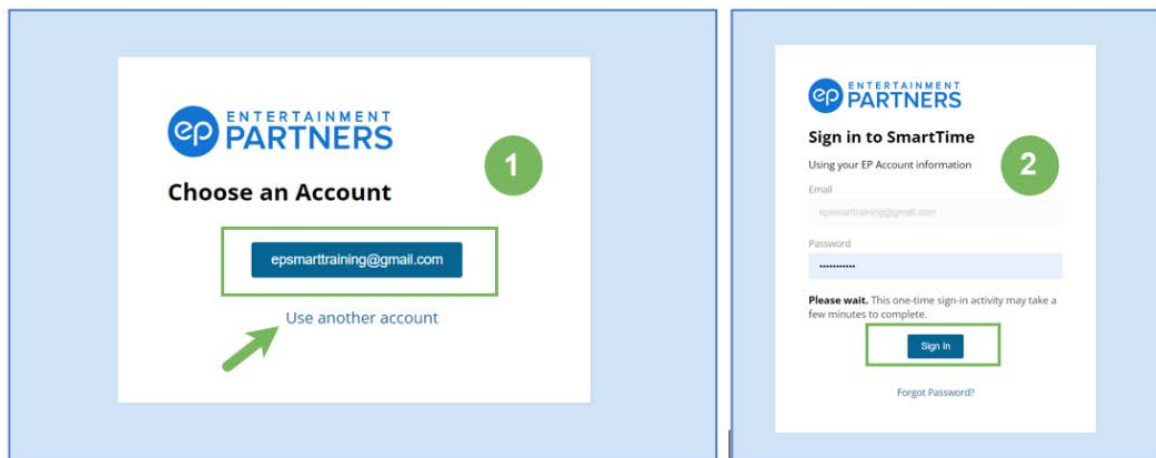 ep ENTERTAINMENT
PARTNERS
Choose an Account
1
epsmarttraining@gmail.com
Use another account
ep ENTERTAINMENT
PARTNERS
Sign in to SmartTime
Using your EP Account information
2
Email
epsmarttraining@gmail.com
Password
Please wait. This one-time sign-in activity may take a
few minutes to complete.
Sign In
Forgot Password?